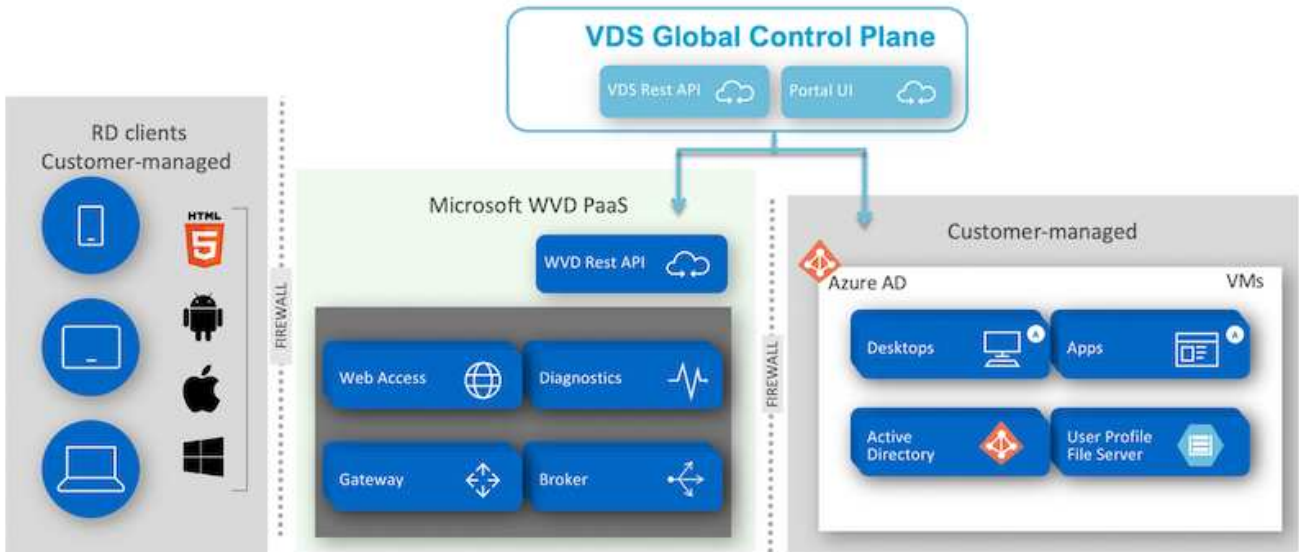 VDS Global Control Plane
VDS Rest API
Portal UI
RD clients
Customer-managed
HTML
5
FIREWALL
Microsoft WVD PaaS
WVD Rest API
Web Access
Diagnostics
Gateway
Broker
FIREWALL
Customer-managed
Azure AD
VMs
Desktops
A
Apps
A
Active
Directory
User Profile
File Server